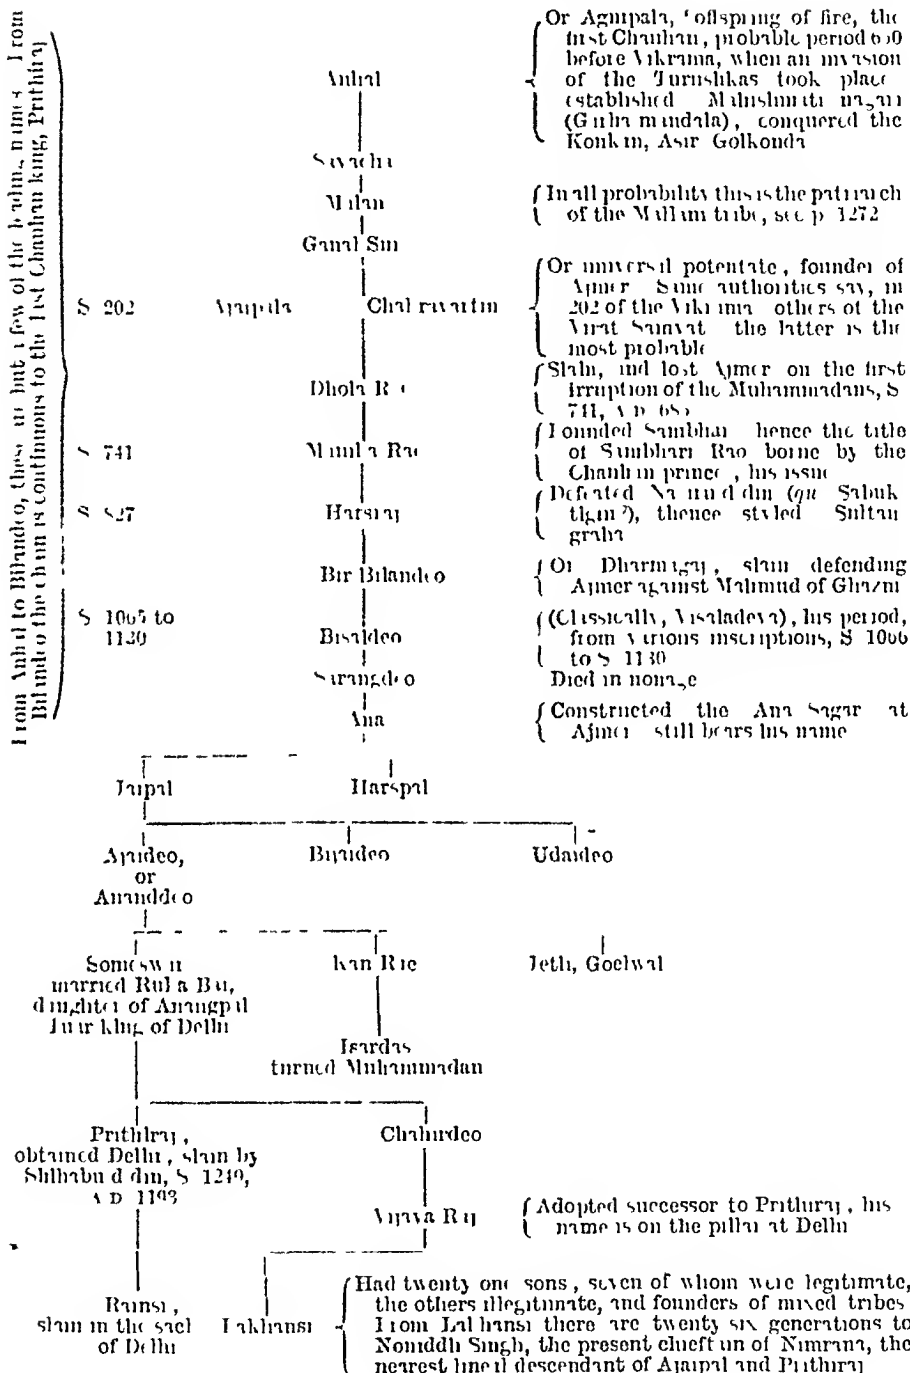 From Anhal to Bilandeo, these are but a few of the leading names. From
Bilandeo the chain is continuous to the last Chauhan king, Prithiraj
Anhal
Or Agnipala, 'offspring of fire, the
first Chauhan, probable period 650
before Vikrama, when an invasion
of the Turushkas took place
established Mahishmati nagari
(Garha mandala), conquered the
Konkan, Asir Golkonda
Savacha
Malan
In all probability this is the patriarch
of the Mallani tribe, see p 1272
Ganal Sur
S 202
Ajaipala
Chakravartin
Or universal potentate, founder of
Ajmer Some authorities say, in
202 of the Vikrama others of the
Virat Samvat the latter is the
most probable
Dhola Rae
Slain, and lost Ajmer on the first
irruption of the Muhammadans, S
741, A D 685
S 741
Manika Rae
Founded Sambhar hence the title
of Sambhari Rao borne by the
Chauhan prince, his issue
S 827
Harsraj
Defeated Nasiruddin (qu Sabuk
tigin?), thence styled Sultan
graha
Bir Bilandeo
Or Dharmagaj, slain defending
Ajmer against Mahmud of Ghazni
S 1065 to
1130
Bisaldeo
(Classically, Visaladeva), his period,
from various inscriptions, S 1066
to S 1130
Sarangdeo
Died in nonage
Ana
Constructed the Ana Sagar at
Ajmer still bears his name
Jaipal
Harspal
Ajaideo,
or
Ananddeo
Bijaideo
Udaideo
Someswar
married Ruka Bai,
daughter of Anangpal
Tuar king of Delhi
Kan Rae
Jeth, Goelwal
Isardas
turned Muhammadan
Prithiraj,
obtained Delhi, slain by
Shihabu d din, S 1249,
A D 1193
Chahirdeo
Vijaya Raj
Adopted successor to Prithiraj, his
name is on the pillar at Delhi
Rainsi,
slain in the sack
of Delhi
Lakhansi
Had twenty one sons, seven of whom were legitimate,
the others illegitimate, and founders of mixed tribes
From Lakhansi there are twenty six generations to
Noniddh Singh, the present chieftain of Nimrana, the
nearest lineal descendant of Ajaipal and Prithiraj